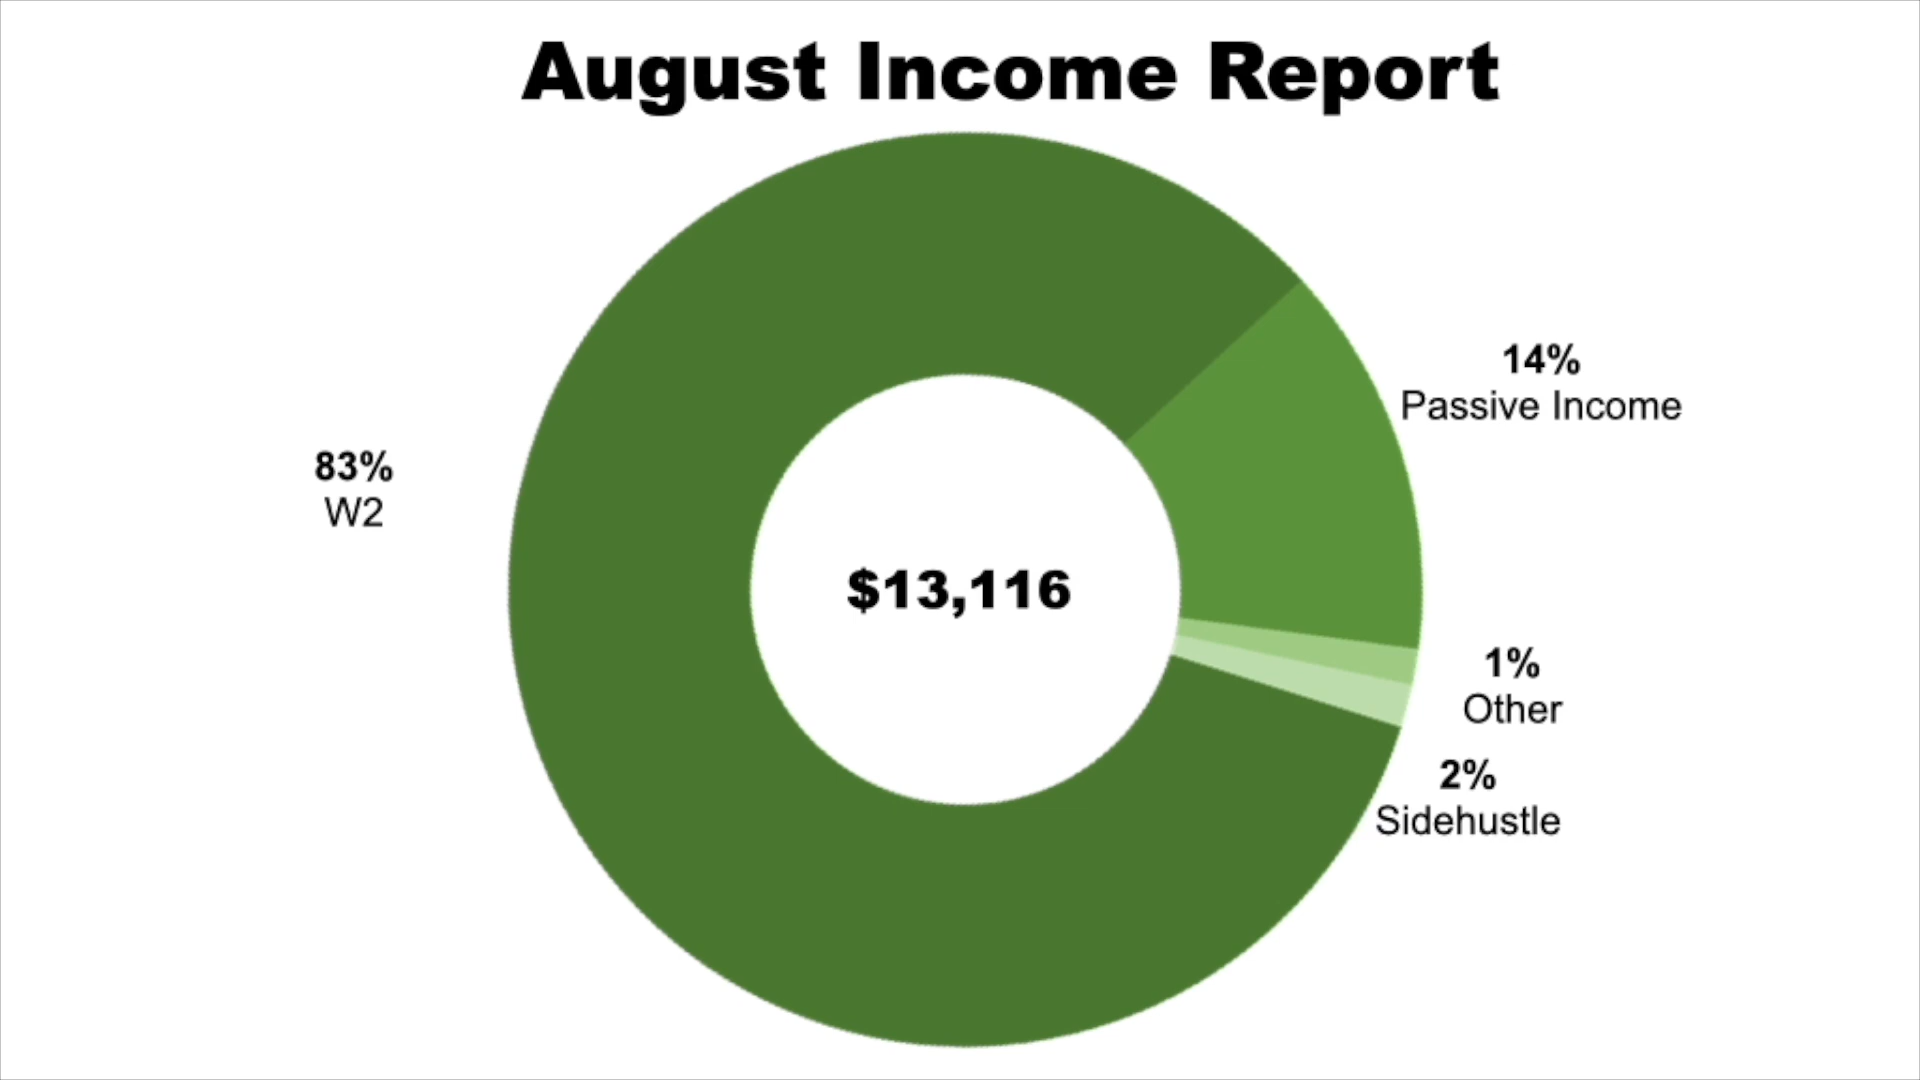 August Income Report
14%
Passive Income
83%
W2
$13,116
1%
Other
2%
Sidehustle